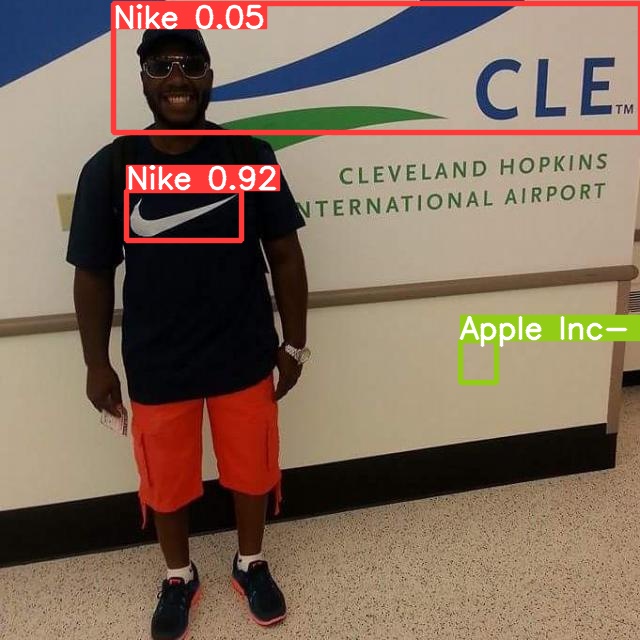 Nike 0.05
CLE™
CLEVELAND HOPKINS
INTERNATIONAL AIRPORT
Nike 0.92
Apple Inc—